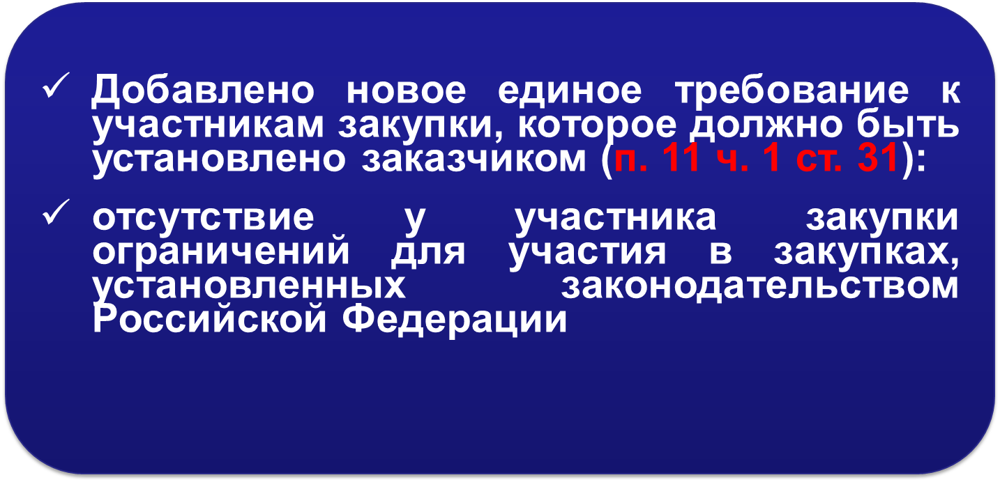 ✓ Добавлено новое единое требование к
участникам закупки, которое должно быть
установлено заказчиком (п. 11 ч. 1 ст. 31):
✓ отсутствие у участника закупки
ограничений для участия в закупках,
установленных законодательством
Российской Федерации